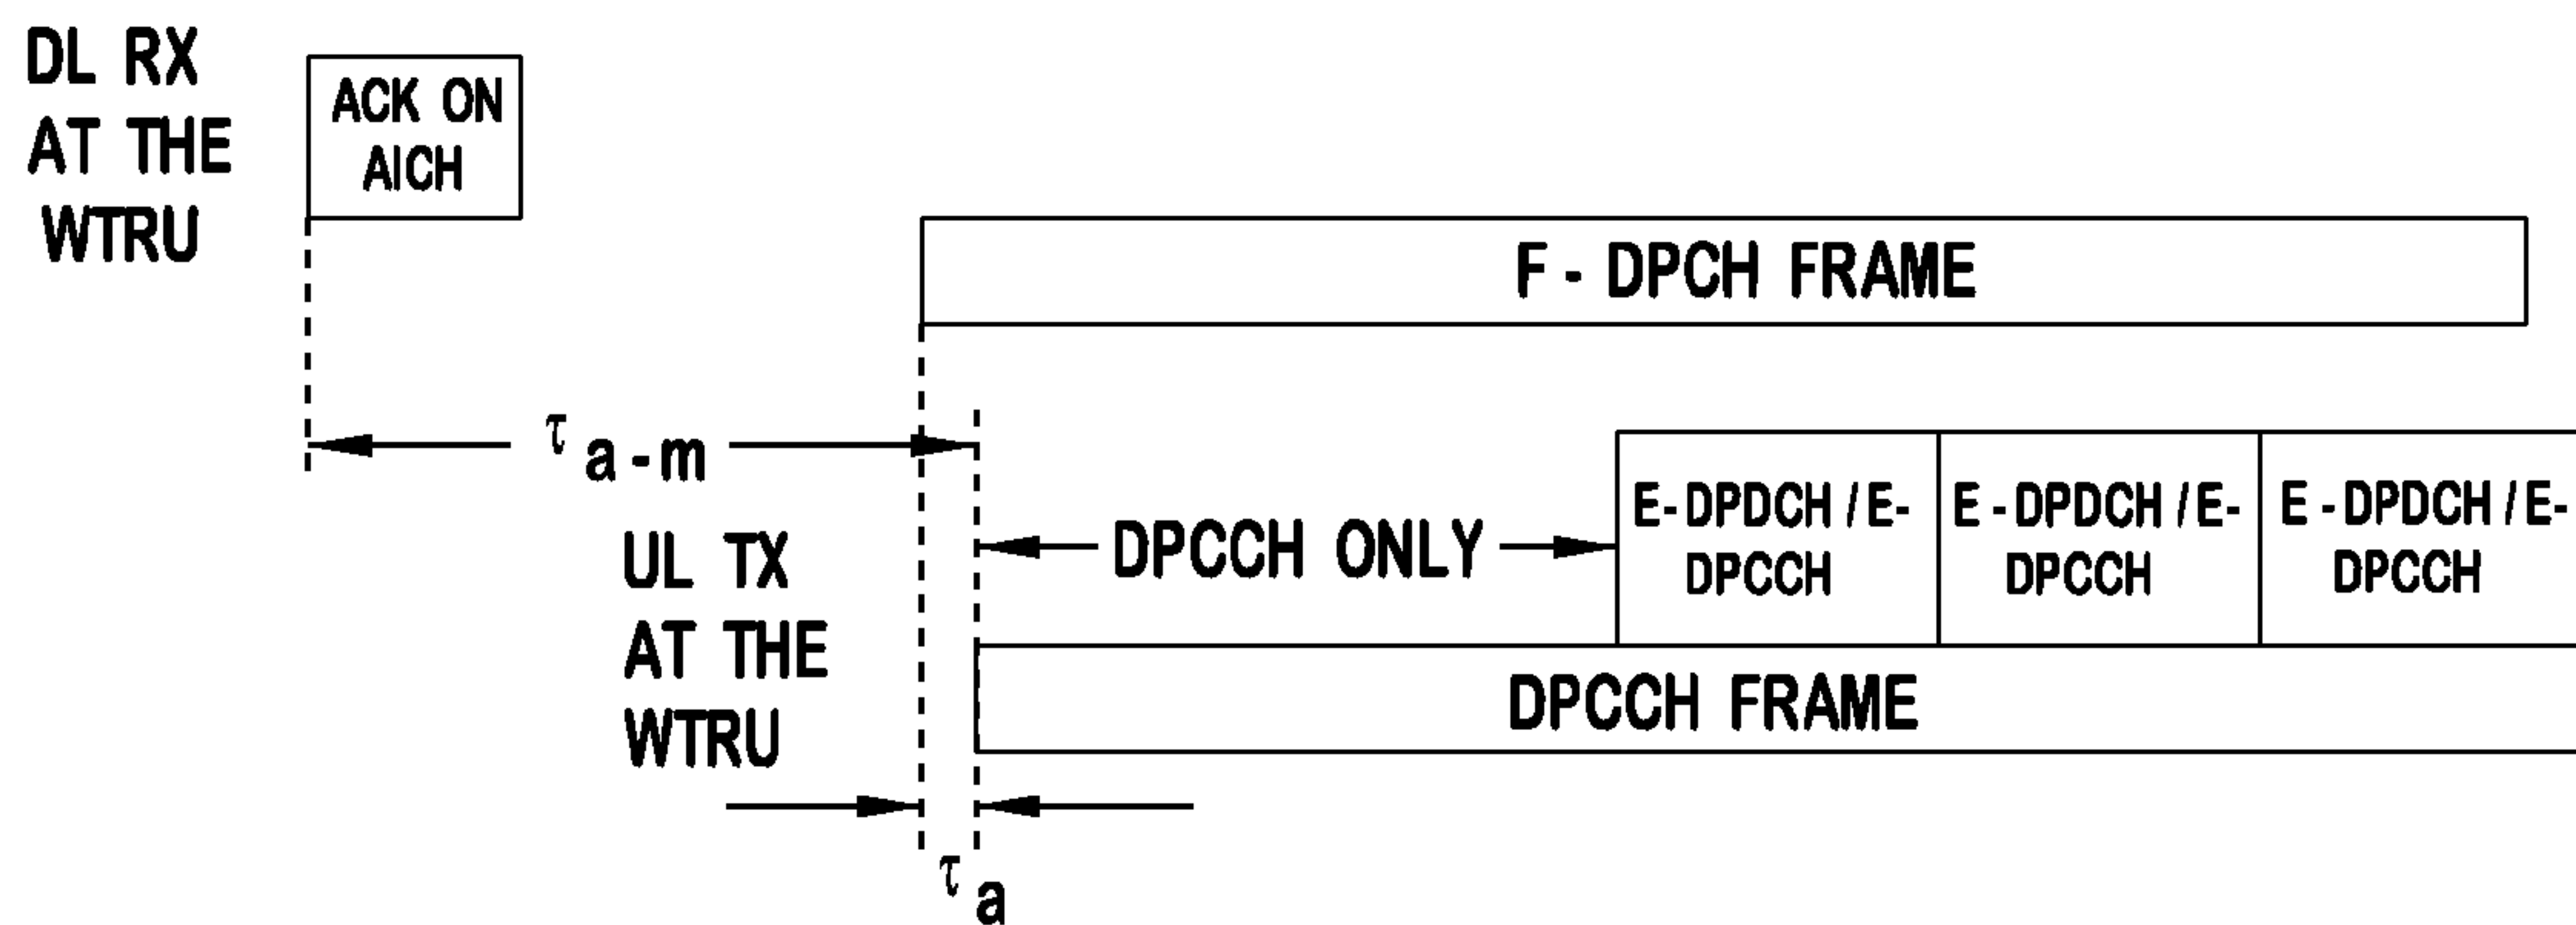 DL RX
AT THE
WTRU
ACK ON
AICH
F - DPCH FRAME
τ a - m
UL TX
AT THE
WTRU
DPCCH ONLY
E- DPDCH / E-
DPCCH
E - DPDCH / E-
DPCCH
E - DPDCH / E-
DPCCH
DPCCH FRAME
τ a